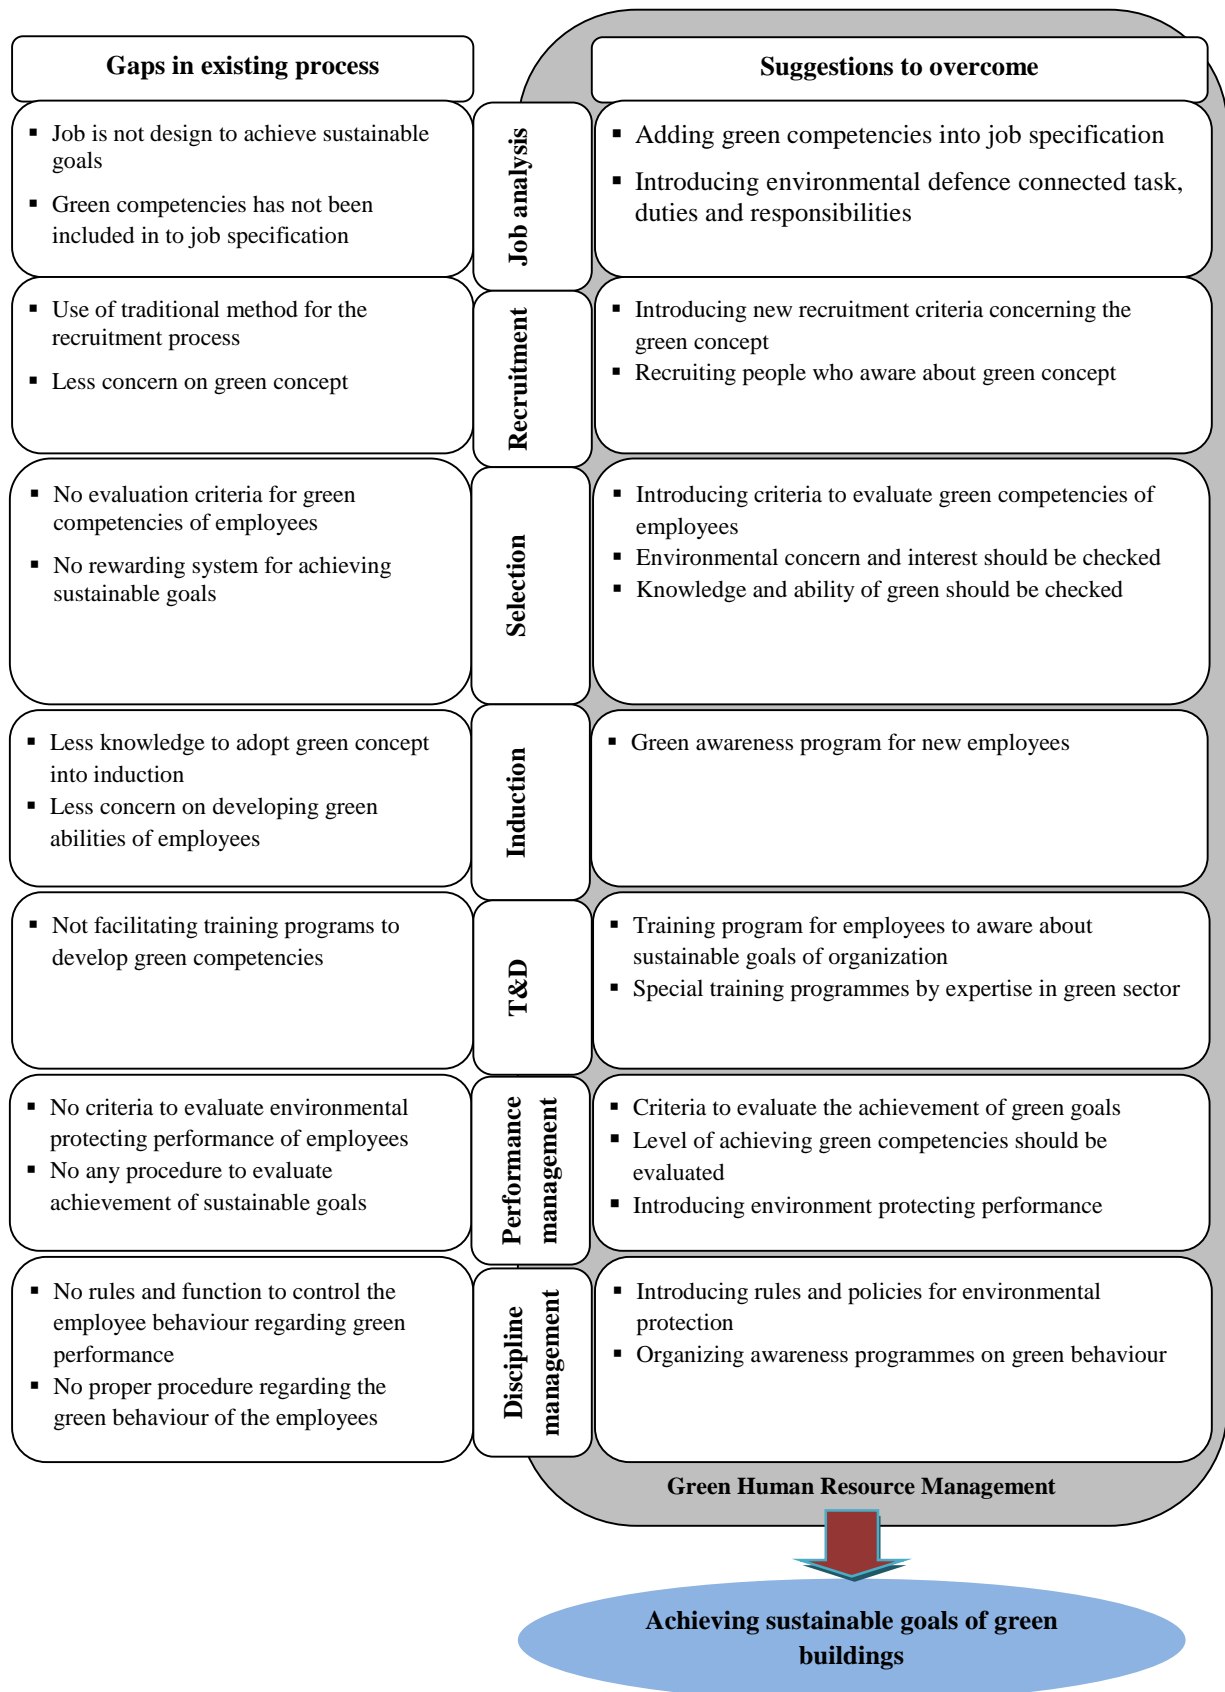 Gaps in existing process
Suggestions to overcome
▪ Job is not design to achieve sustainable
goals
▪ Green competencies has not been
included in to job specification
Job analysis
▪ Adding green competencies into job specification
▪ Introducing environmental defence connected task,
duties and responsibilities
▪ Use of traditional method for the
recruitment process
▪ Less concern on green concept
Recruitment
▪ Introducing new recruitment criteria concerning the
green concept
▪ Recruiting people who aware about green concept
▪ No evaluation criteria for green
competencies of employees
▪ No rewarding system for achieving
sustainable goals
Selection
▪ Introducing criteria to evaluate green competencies of
employees
▪ Environmental concern and interest should be checked
▪ Knowledge and ability of green should be checked
▪ Less knowledge to adopt green concept
into induction
▪ Less concern on developing green
abilities of employees
Induction
▪ Green awareness program for new employees
▪ Not facilitating training programs to
develop green competencies
T&D
▪ Training program for employees to aware about
sustainable goals of organization
▪ Special training programmes by expertise in green sector
▪ No criteria to evaluate environmental
protecting performance of employees
▪ No any procedure to evaluate
achievement of sustainable goals
Performance
management
▪ Criteria to evaluate the achievement of green goals
▪ Level of achieving green competencies should be
evaluated
▪ Introducing environment protecting performance
▪ No rules and function to control the
employee behaviour regarding green
performance
▪ No proper procedure regarding the
green behaviour of the employees
Discipline
management
▪ Introducing rules and policies for environmental
protection
▪ Organizing awareness programmes on green behaviour
Green Human Resource Management
Achieving sustainable goals of green
buildings